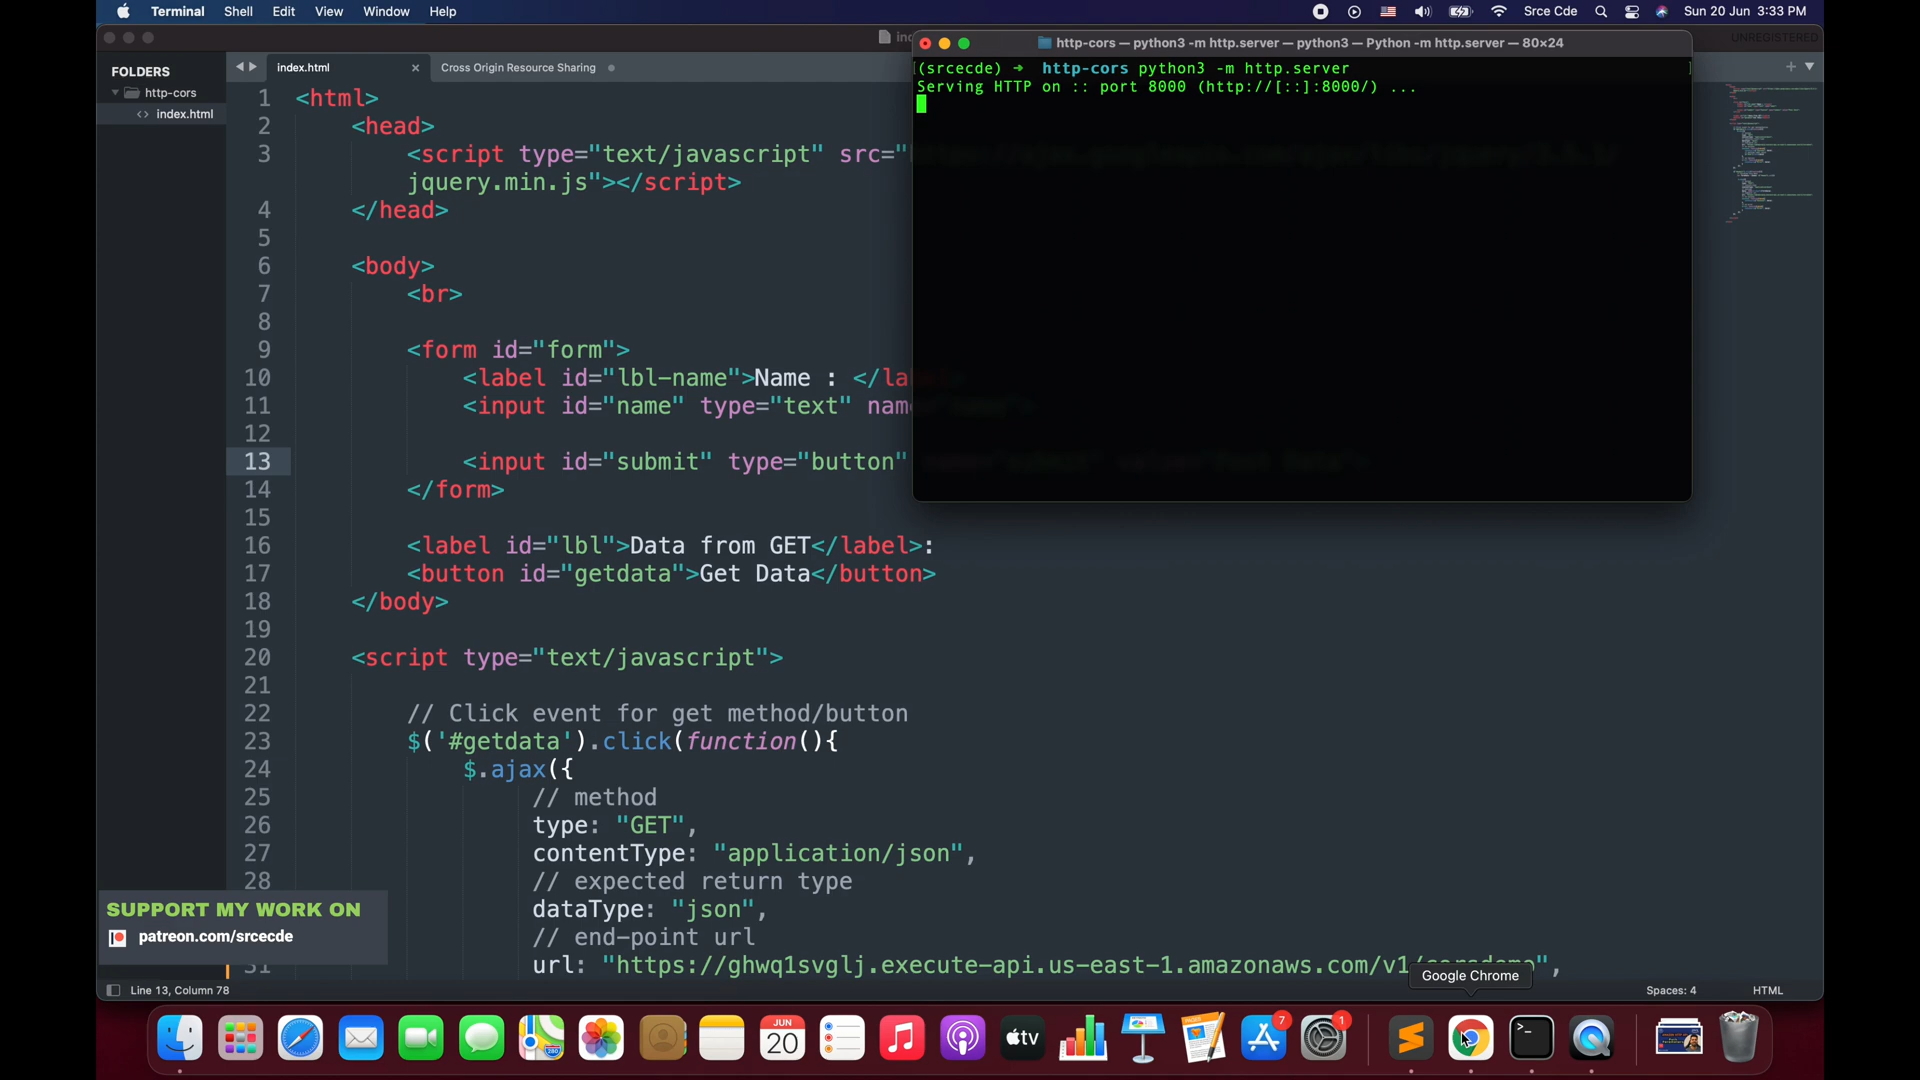 Terminal Shell Edit View Window Help
Srce Cde Sun 20 Jun 3:33 PM
UNREGISTERED
http-cors — python3 -m http.server — python3 — Python -m http.server — 80×24
FOLDERS
http-cors
<> index.html
index.html ×
Cross Origin Resource Sharing
(srcecde) → http-cors python3 -m http.server
Serving HTTP on :: port 8000 (http://[::]:8000/) ...
1 <html>
2 <head>
3 <script type="text/javascript" src="
jquery.min.js"></script>
4 </head>
5
6 <body>
7 <br>
8
9 <form id="form">
10 <label id="lbl-name">Name : </la
11 <input id="name" type="text" nam
12
13 <input id="submit" type="button"
14 </form>
15
16 <label id="lbl">Data from GET</label>:
17 <button id="getdata">Get Data</button>
18 </body>
19
20 <script type="text/javascript">
21
22 // Click event for get method/button
23 $('#getdata').click(function(){
24 $.ajax({
25 // method
26 type: "GET",
27 contentType: "application/json",
28 // expected return type
dataType: "json",
// end-point url
31 url: "https://ghwq1svglj.execute-api.us-east-1.amazonaws.com/v1/corsdemo",
SUPPORT MY WORK ON
patreon.com/srcecde
Google Chrome
Line 13, Column 78
Spaces: 4
HTML
280
JUN
20
tv
7
1
>_